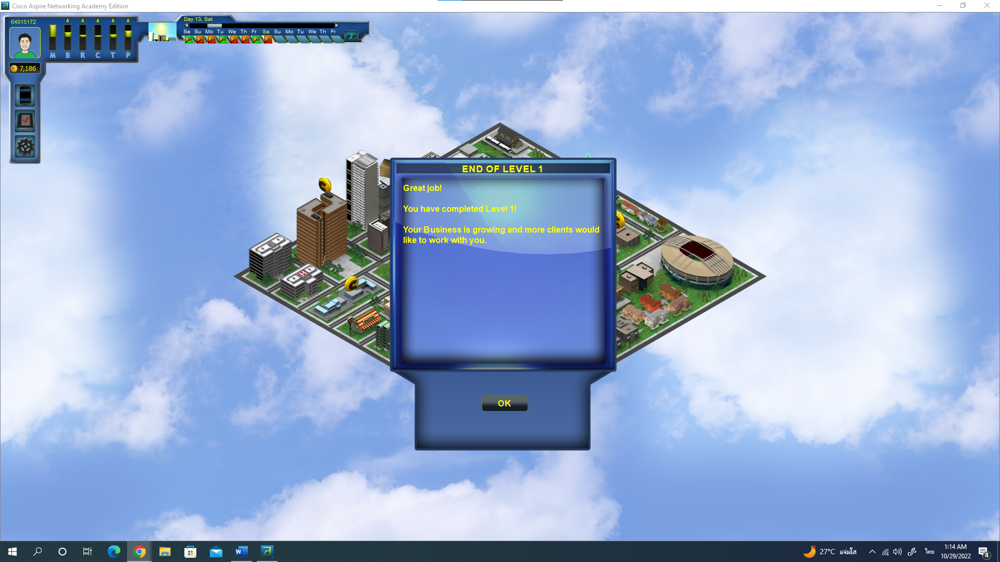 Cisco Aspire Networking Academy Edition
64015172
M B R C T P
7,186
Day 13, Sat
Sa Su Mo Tu We Th Fr Sa Su Mo Tu We Th Fr
END OF LEVEL 1
Great job!
You have completed Level 1!
Your Business is growing and more clients would
like to work with you.
OK
H
27°C แจ่มใส
ไทย
1:14 AM
10/29/2022
4